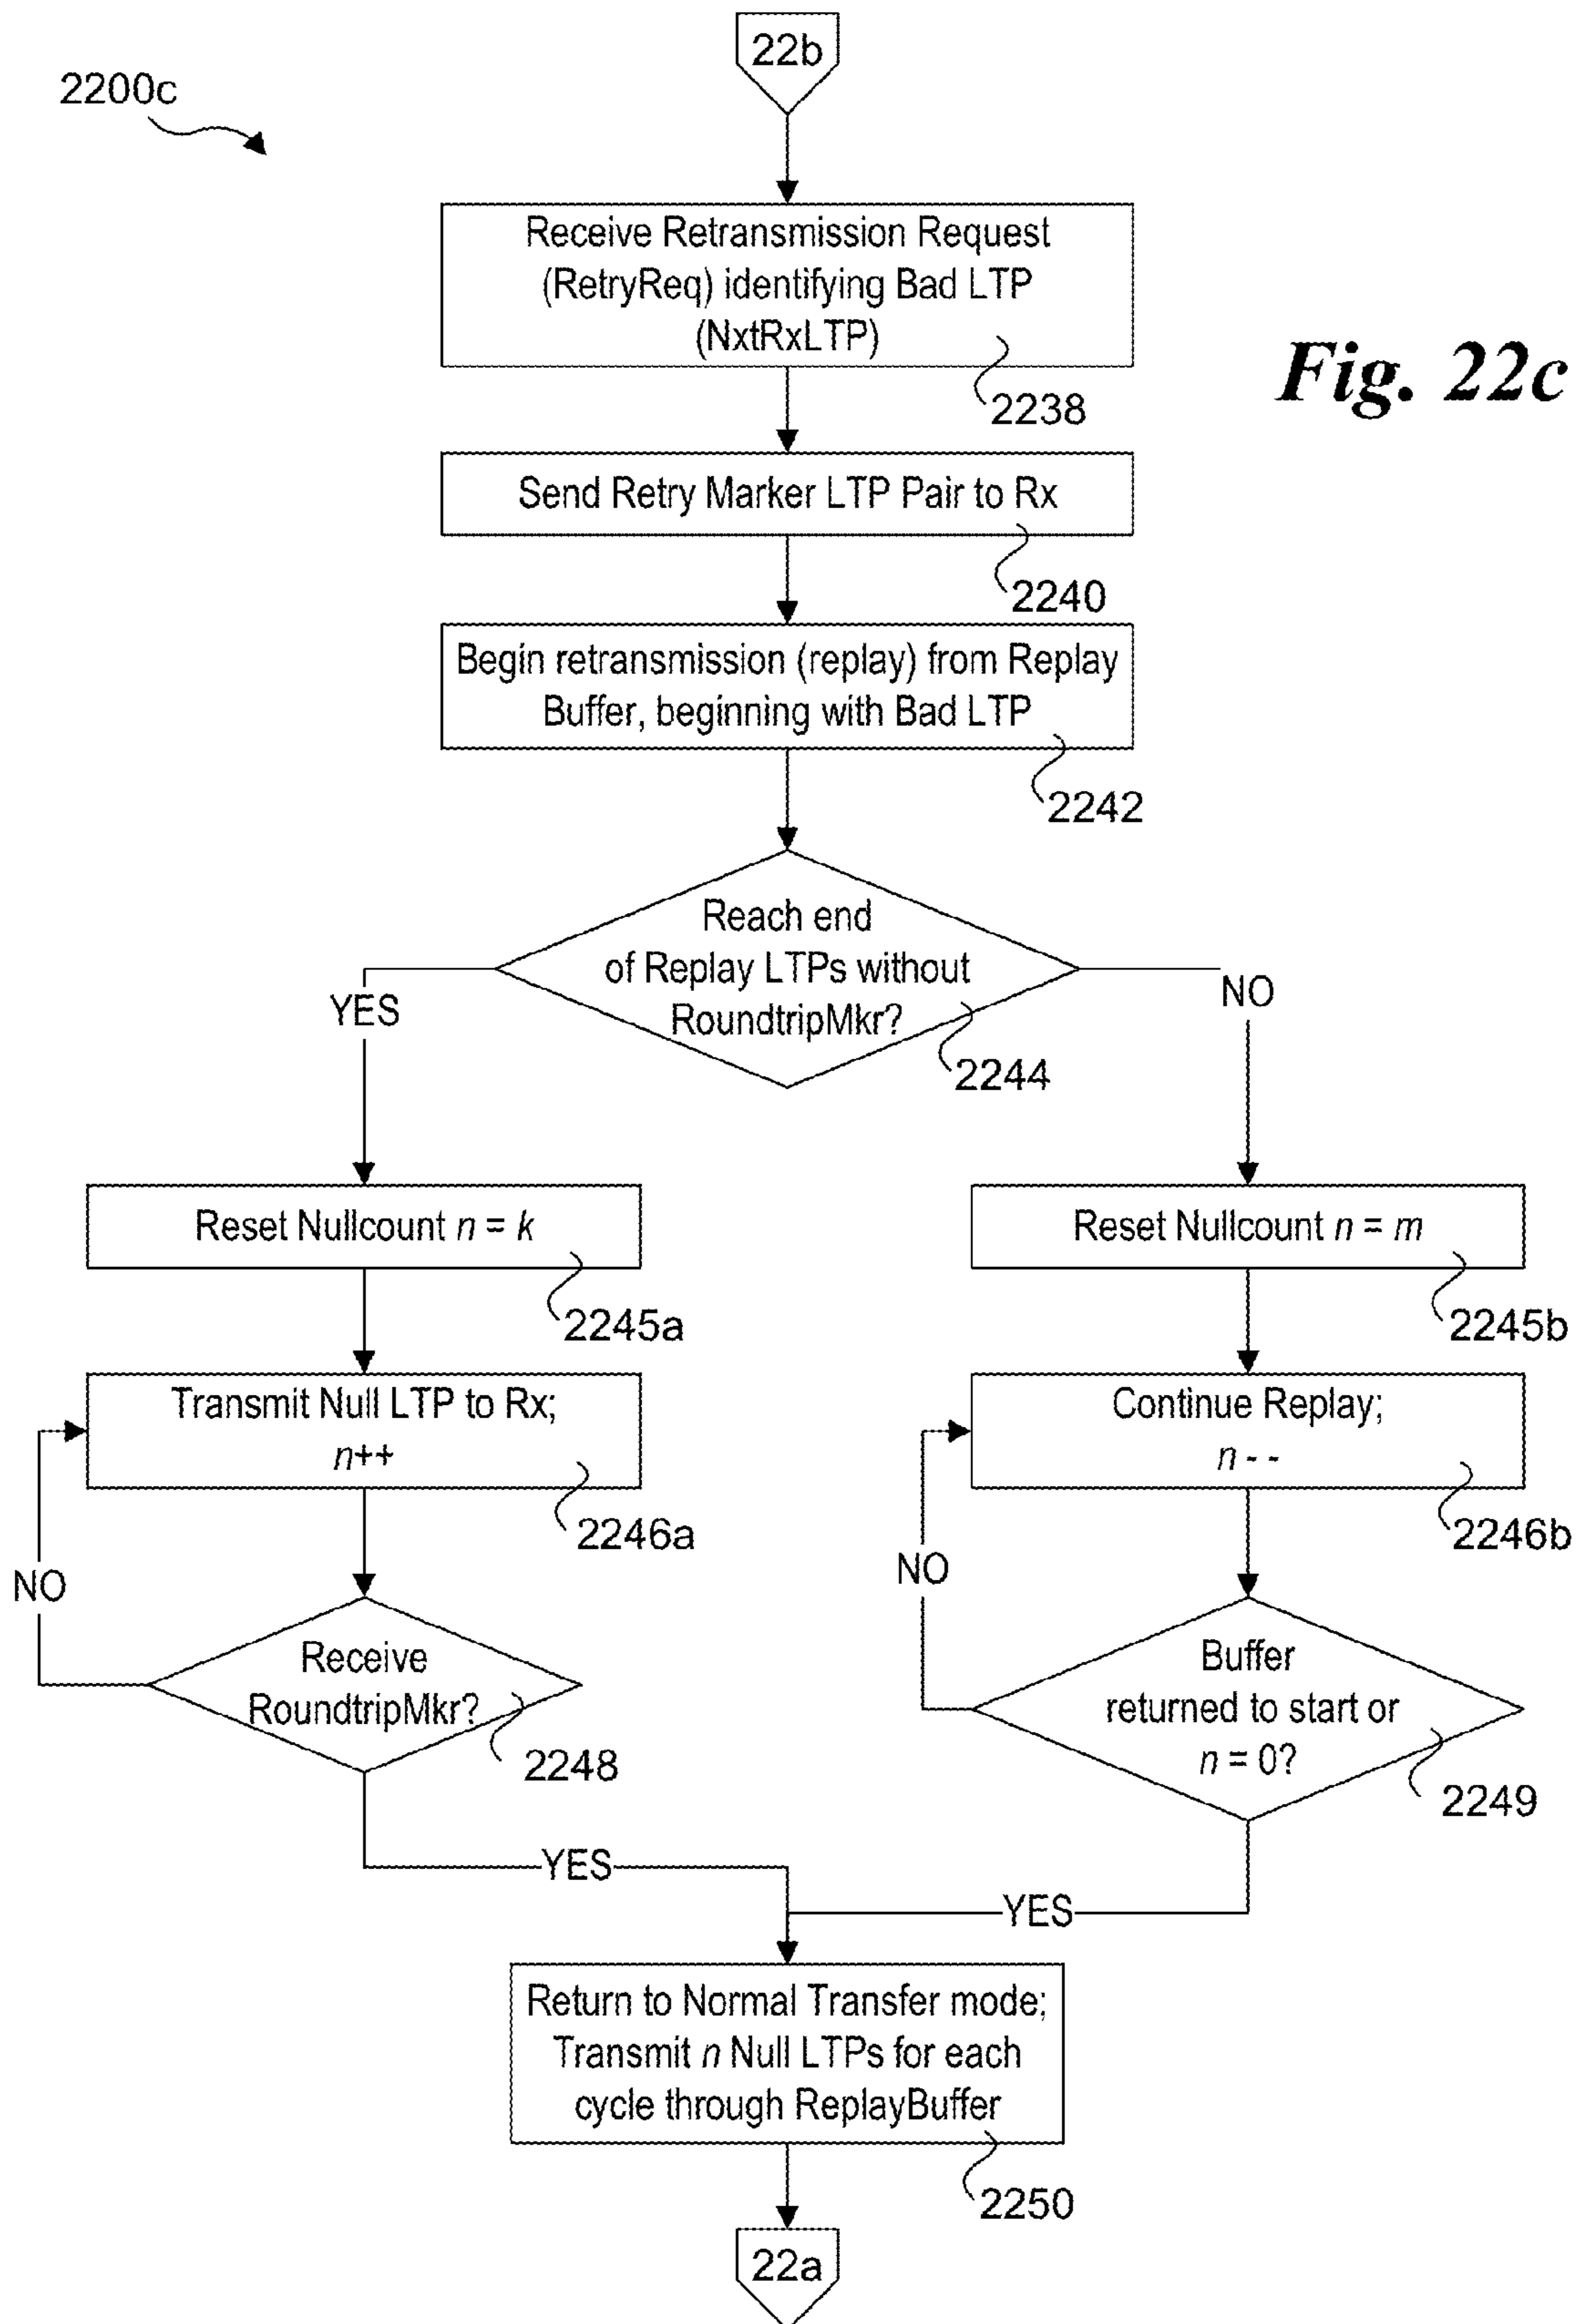 22b
2200c
Receive Retransmission Request
(RetryReq) identifying Bad LTP
(NxtRxLTP)
2238
Fig. 22c
Send Retry Marker LTP Pair to Rx
2240
Begin retransmission (replay) from Replay
Buffer, beginning with Bad LTP
2242
Reach end
of Replay LTPs without
RoundtripMkr?
2244
YES
NO
Reset Nullcount n = k
2245a
Reset Nullcount n = m
2245b
Transmit Null LTP to Rx;
n++
2246a
Continue Replay;
n - -
2246b
NO
Receive
RoundtripMkr?
2248
NO
Buffer
returned to start or
n = 0?
2249
YES
YES
Return to Normal Transfer mode;
Transmit n Null LTPs for each
cycle through ReplayBuffer
2250
22a